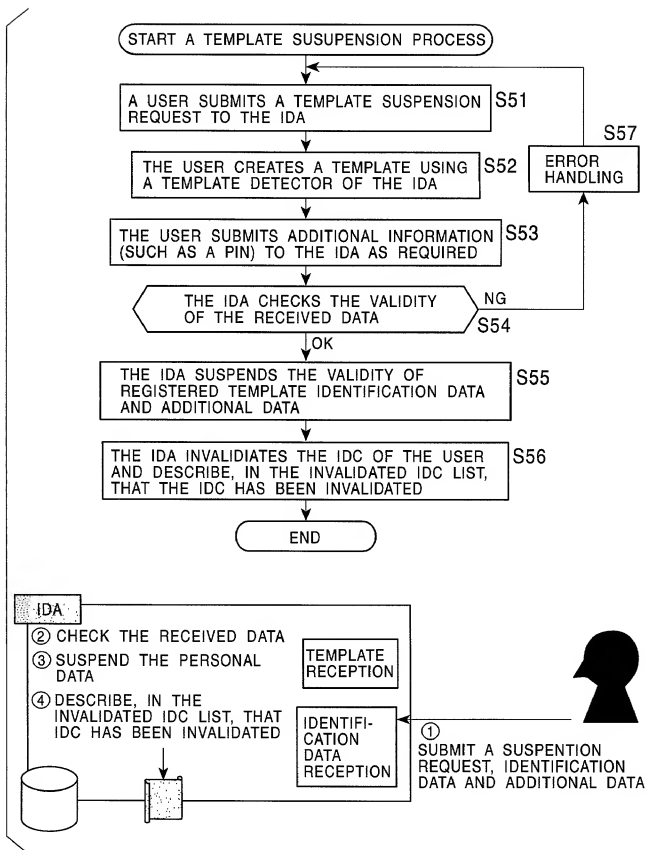 START A TEMPLATE SUSUPENSION PROCESS
A USER SUBMITS A TEMPLATE SUSPENSION
REQUEST TO THE IDA
S51
S57
ERROR
HANDLING
THE USER CREATES A TEMPLATE USING
A TEMPLATE DETECTOR OF THE IDA
S52
THE USER SUBMITS ADDITIONAL INFORMATION
(SUCH AS A PIN) TO THE IDA AS REQUIRED
S53
THE IDA CHECKS THE VALIDITY
OF THE RECEIVED DATA
NG
S54
OK
THE IDA SUSPENDS THE VALIDITY OF
REGISTERED TEMPLATE IDENTIFICATION DATA
AND ADDITIONAL DATA
S55
THE IDA INVALIDIATES THE IDC OF THE USER
AND DESCRIBE, IN THE INVALIDATED IDC LIST,
THAT THE IDC HAS BEEN INVALIDATED
S56
END
IDA
② CHECK THE RECEIVED DATA
③ SUSPEND THE PERSONAL
DATA
④ DESCRIBE, IN THE
INVALIDATED IDC LIST, THAT
IDC HAS BEEN INVALIDATED
TEMPLATE
RECEPTION
IDENTIFI-
CATION
DATA
RECEPTION
①
SUBMIT A SUSPENTION
REQUEST, IDENTIFICATION
DATA AND ADDITIONAL DATA